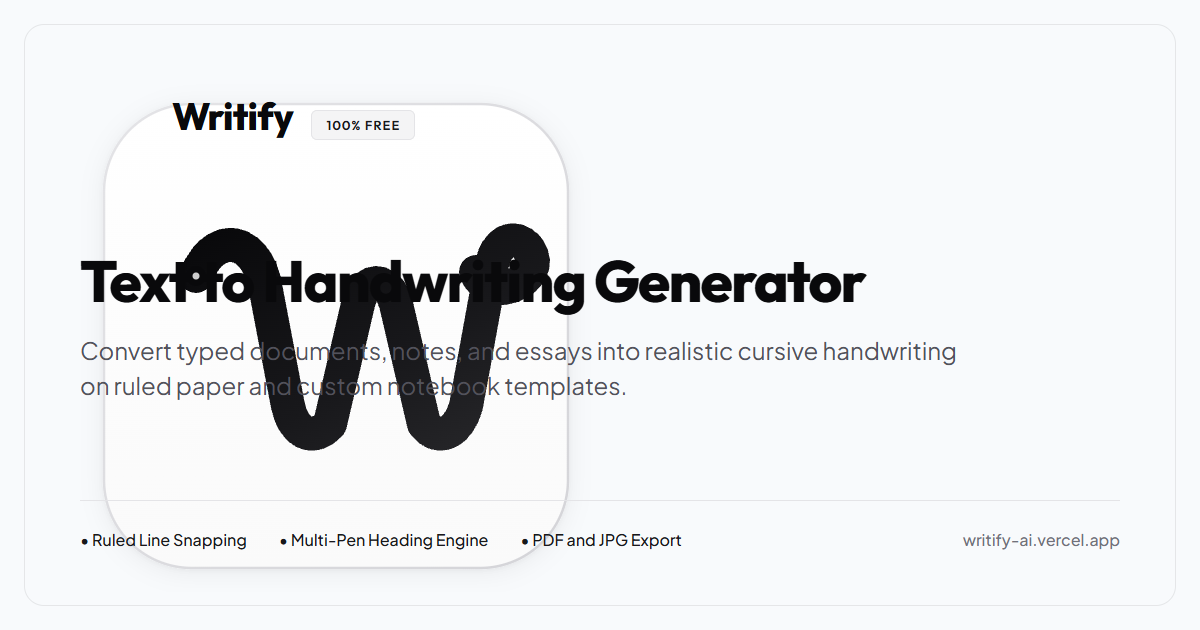 Writify
100% FREE
Text to Handwriting Generator
Convert typed documents, notes, and essays into realistic cursive handwriting
on ruled paper and custom notebook templates.
• Ruled Line Snapping
• Multi-Pen Heading Engine
• PDF and JPG Export
writify-ai.vercel.app